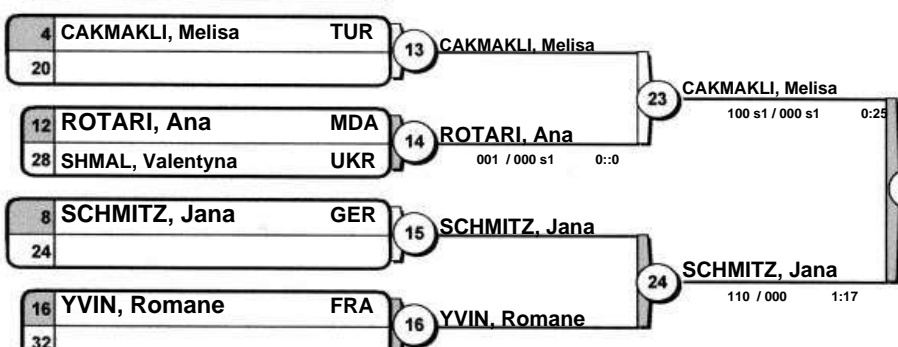 4 CAKMAKLI, Melisa TUR
20
13 CAKMAKLI, Melisa
12 ROTARI, Ana MDA
28 SHMAL, Valentyna UKR
14 ROTARI, Ana
001 / 000 s1 0::0
23 CAKMAKLI, Melisa
100 s1 / 000 s1 0:25
8 SCHMITZ, Jana GER
24
15 SCHMITZ, Jana
16 YVIN, Romane FRA
32
16 YVIN, Romane
24 SCHMITZ, Jana
110 / 000 1:17